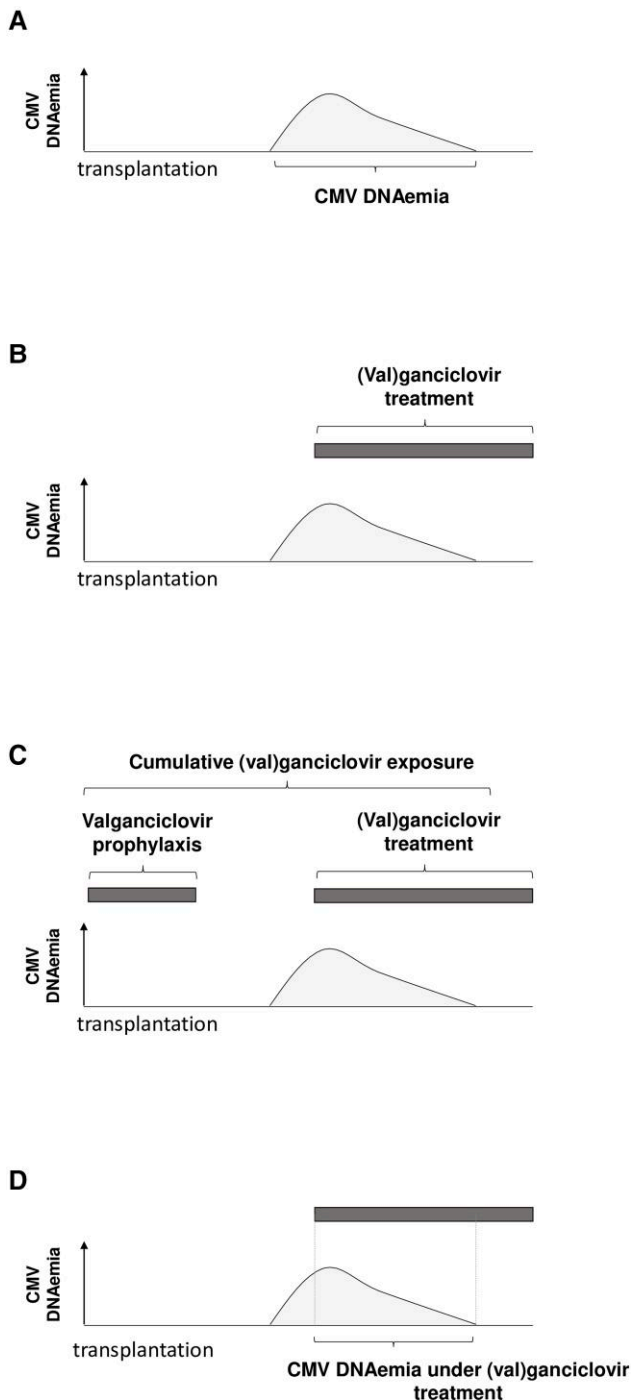 A
CMV
DNAemia
transplantation
CMV DNAemia
B
(Val)ganciclovir
treatment
CMV
DNAemia
transplantation
C
Cumulative (val)ganciclovir exposure
Valganciclovir
prophylaxis
(Val)ganciclovir
treatment
CMV
DNAemia
transplantation
D
CMV
DNAemia
transplantation
CMV DNAemia under (val)ganciclovir
treatment